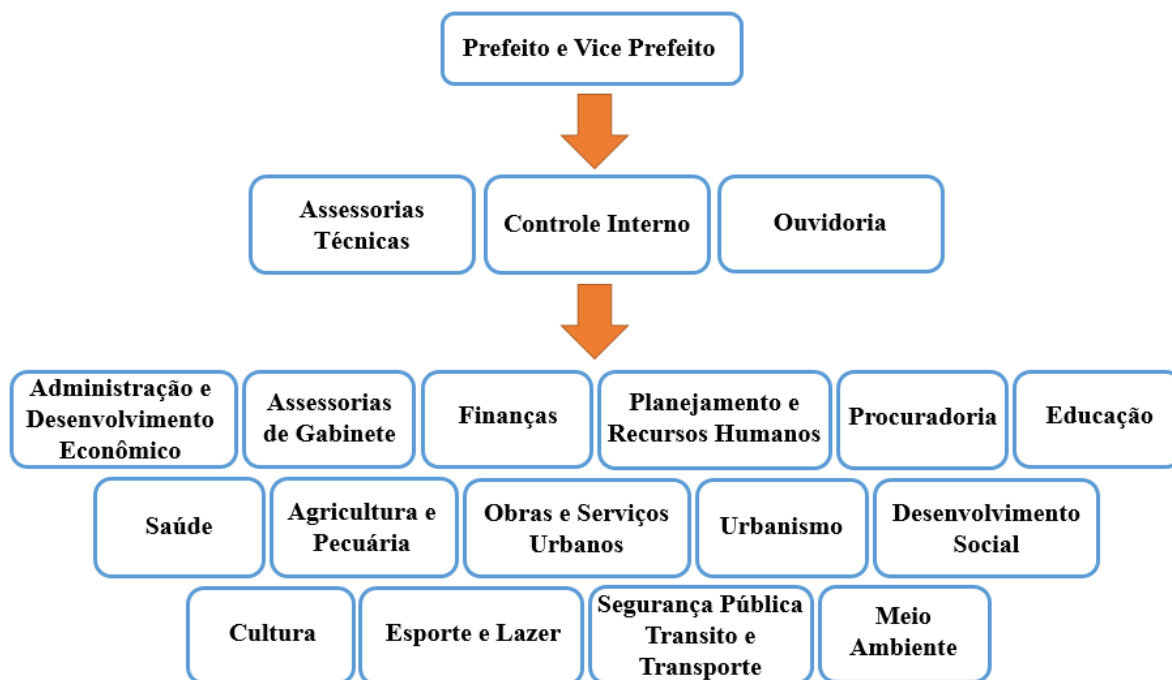 Prefeito e Vice Prefeito
Assessorias
Técnicas
Controle Interno
Ouvidoria
Administração e
Desenvolvimento
Econômico
Assessorias
de Gabinete
Finanças
Planejamento e
Recursos Humanos
Procuradoria
Educação
Saúde
Agricultura e
Pecuária
Obras e Serviços
Urbanos
Urbanismo
Desenvolvimento
Social
Cultura
Esporte e Lazer
Segurança Pública
Transito e
Transporte
Meio
Ambiente